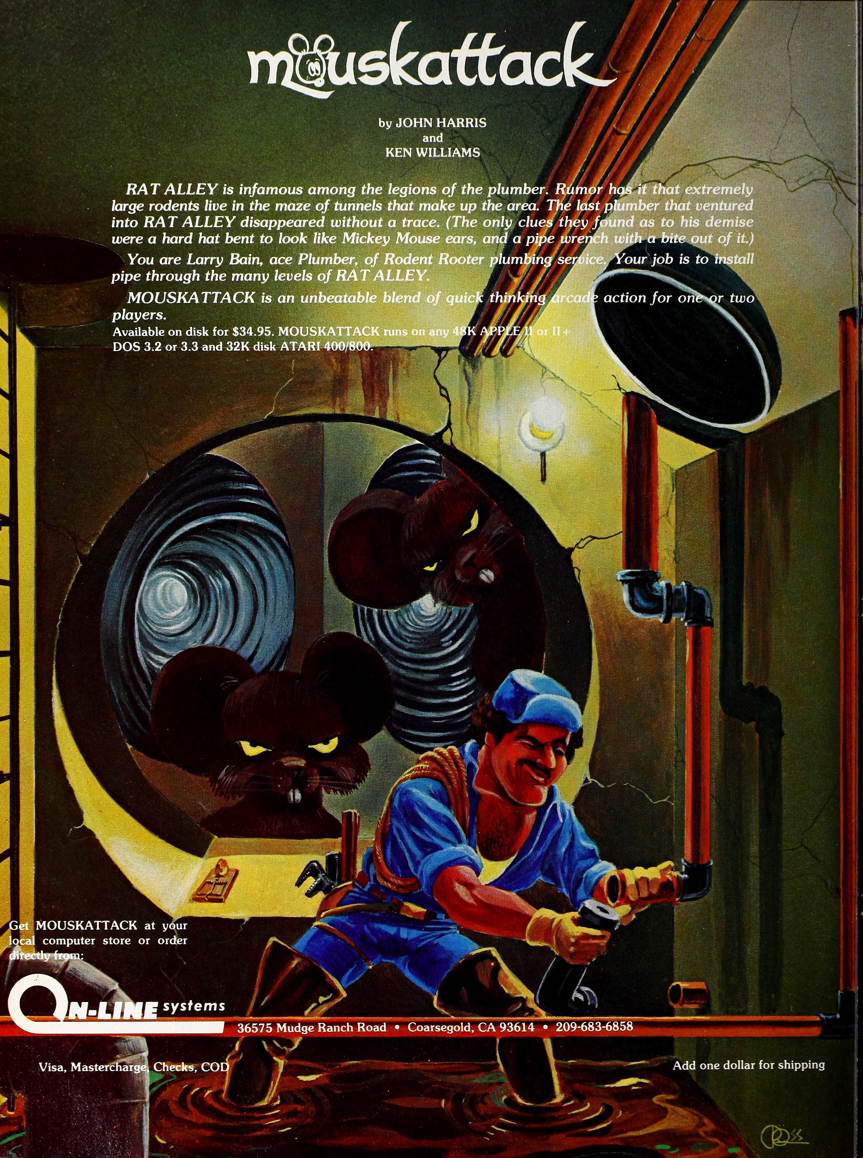 mouskattack
by JOHN HARRIS
and
KEN WILLIAMS
RAT ALLEY is infamous among the legions of the plumber. Rumor has it that extremely
large rodents live in the maze of tunnels that make up the area. The last plumber that ventured
into RAT ALLEY disappeared without a trace. (The only clues they found as to his demise
were a hard hat bent to look like Mickey Mouse ears, and a pipe wrench with a bite out of it.)
You are Larry Bain, ace Plumber, of Rodent Rooter plumbing service. Your job is to install
pipe through the many levels of RAT ALLEY.
MOUSKATTACK is an unbeatable blend of quick thinking arcade action for one or two
players.
Available on disk for $34.95. MOUSKATTACK runs on any 48K APPLE II or II+
DOS 3.2 or 3.3 and 32K disk ATARI 400/800.
Get MOUSKATTACK at your
local computer store or order
directly from:
ON-LINE systems
36575 Mudge Ranch Road • Coarsegold, CA 93614 • 209-683-6858
Visa, Mastercharge, Checks, COD
Add one dollar for shipping